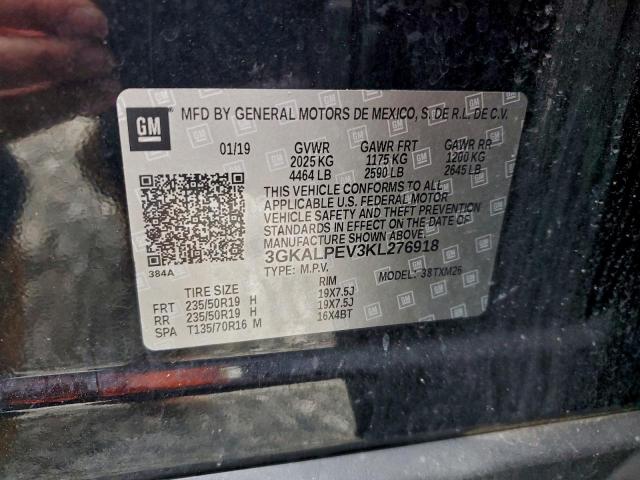 GM MFD BY GENERAL MOTORS DE MEXICO, S. DE R.L. DE C.V.
01/19 GVWR GAWR FRT GAWR RR
2025 KG 1175 KG 1200 KG
4464 LB 2590 LB 2645 LB
THIS VEHICLE CONFORMS TO ALL
APPLICABLE U.S. FEDERAL MOTOR
VEHICLE SAFETY AND THEFT PREVENTION
STANDARDS IN EFFECT ON THE DATE OF
MANUFACTURE SHOWN ABOVE.
3GKALPEV3KL276918
TYPE: M.P.V. MODEL: 38TXM26
384A
TIRE SIZE RIM
FRT 235/50R19 H 19X7.5J
RR 235/50R19 H 19X7.5J
SPA T135/70R16 M 16X4BT